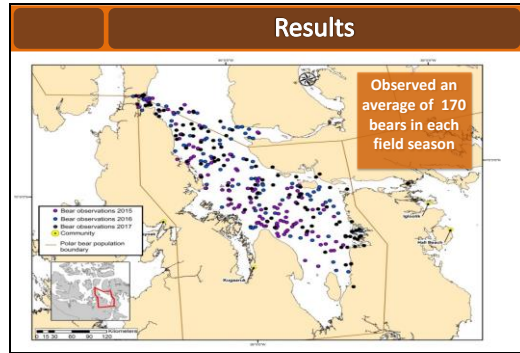 Results
Observed an
average of 170
bears in each
field season
Bear observations 2015
Bear observations 2016
Bear observations 2017
Community
Polar bear population
boundary
Igloolik
Hall Beach
Kugaaruk
Kilometers
0 15 30 60 90 120